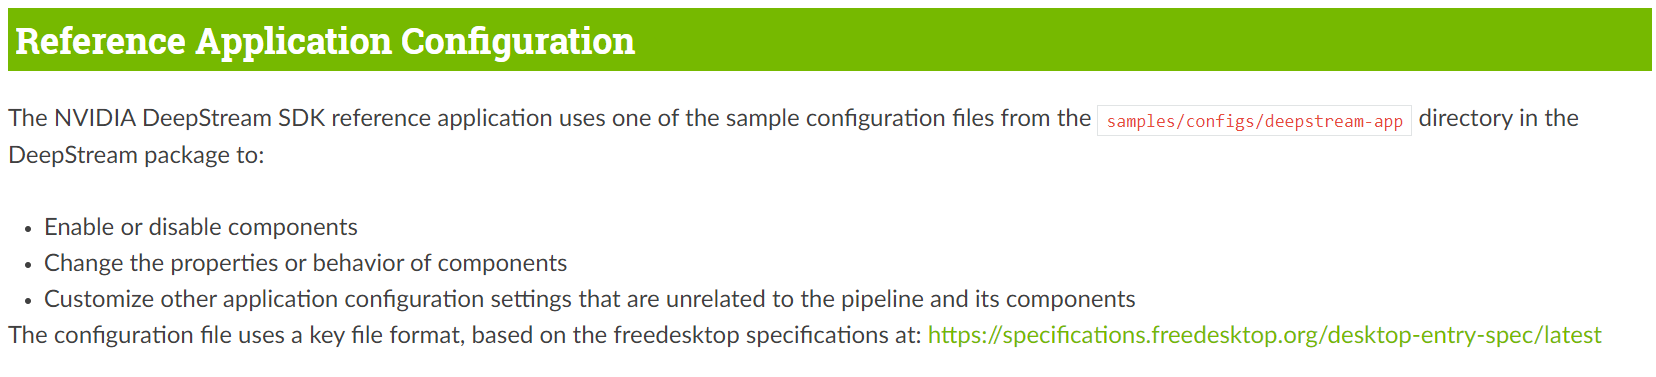 Reference Application Configuration
The NVIDIA DeepStream SDK reference application uses one of the sample configuration files from the samples/configs/deepstream-app directory in the
DeepStream package to:
• Enable or disable components
• Change the properties or behavior of components
• Customize other application configuration settings that are unrelated to the pipeline and its components
The configuration file uses a key file format, based on the freedesktop specifications at: https://specifications.freedesktop.org/desktop-entry-spec/latest